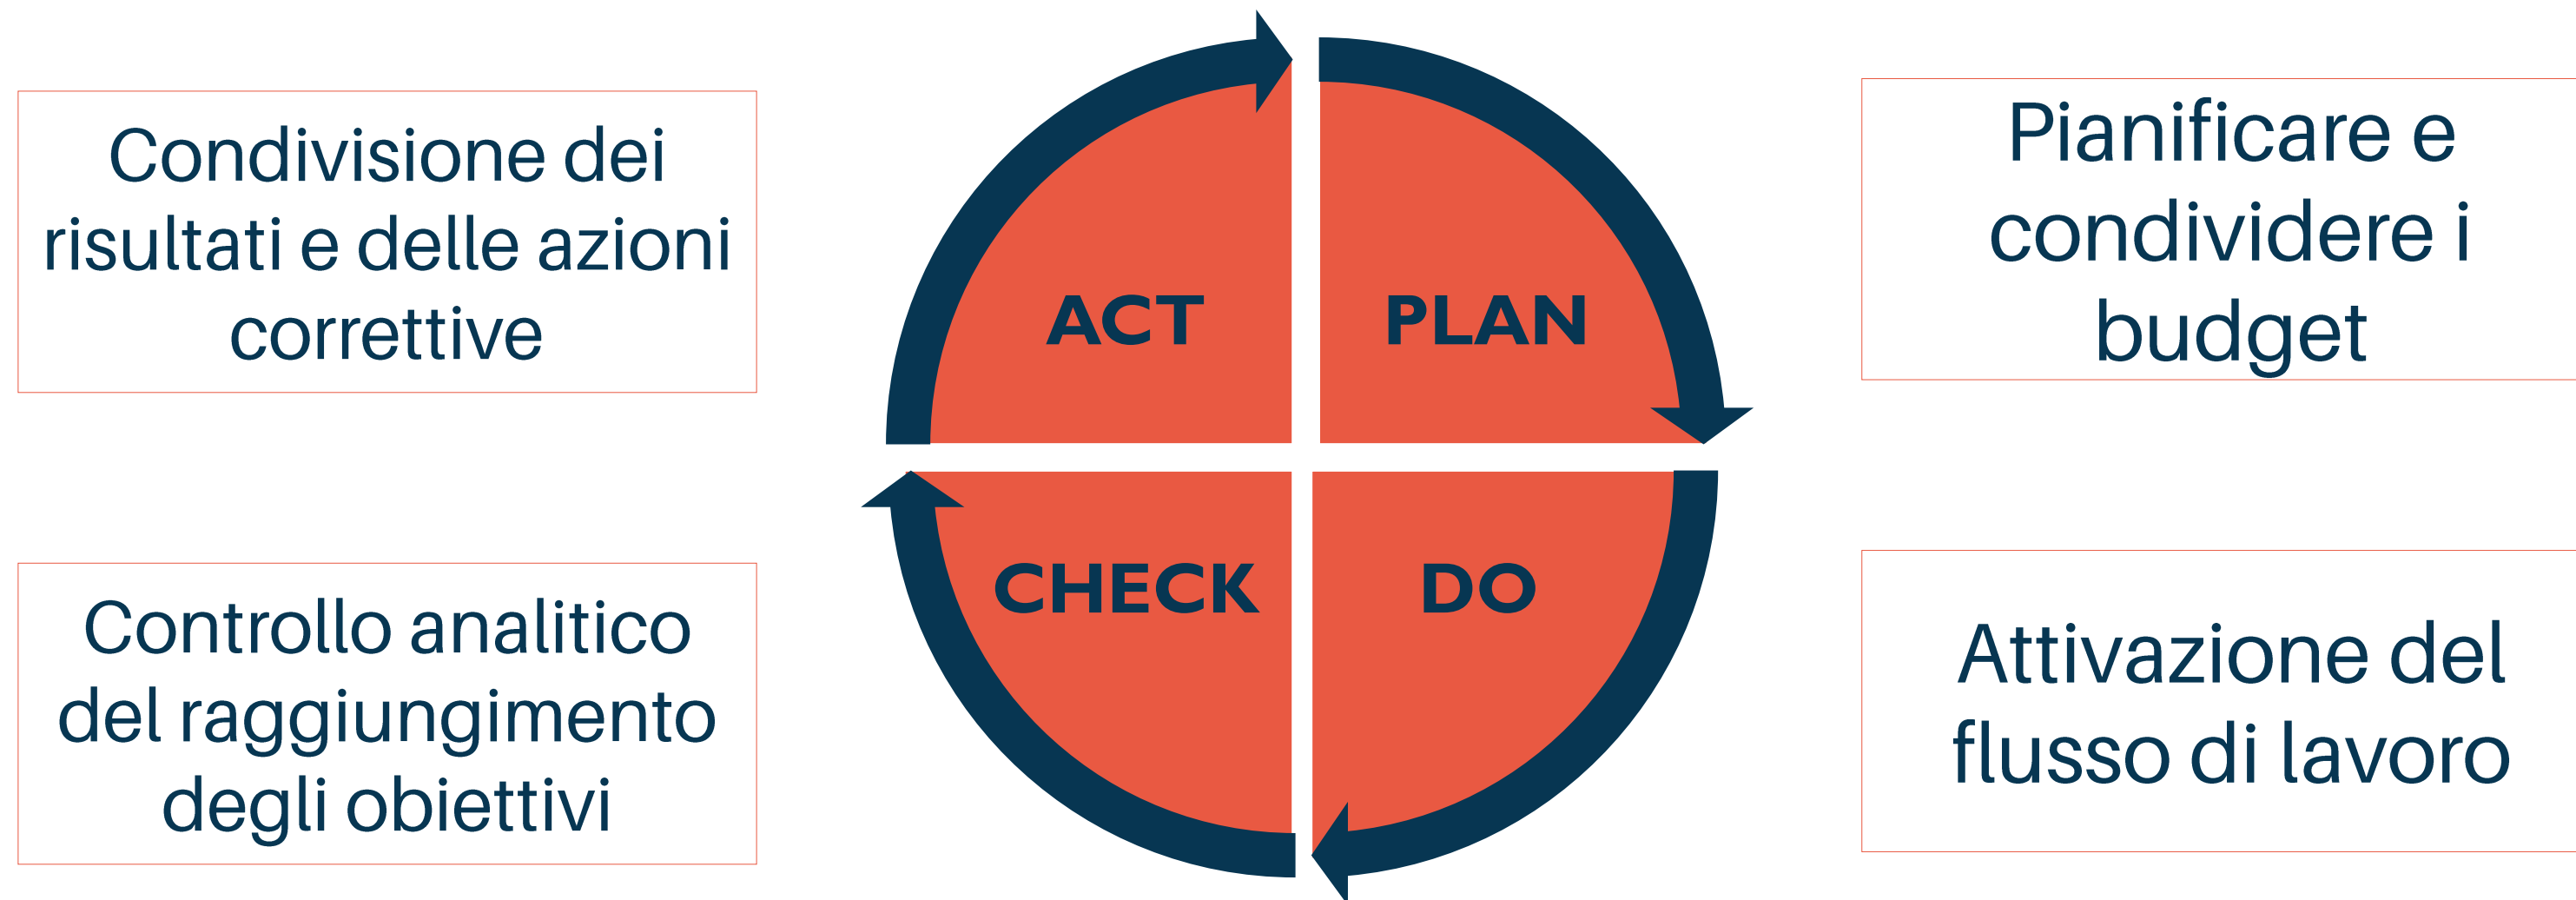 Condivisione dei
risultati e delle azioni
correttive
ACT
PLAN
Pianificare e
condividere i
budget
Controllo analitico
del raggiungimento
degli obiettivi
CHECK
DO
Attivazione del
flusso di lavoro